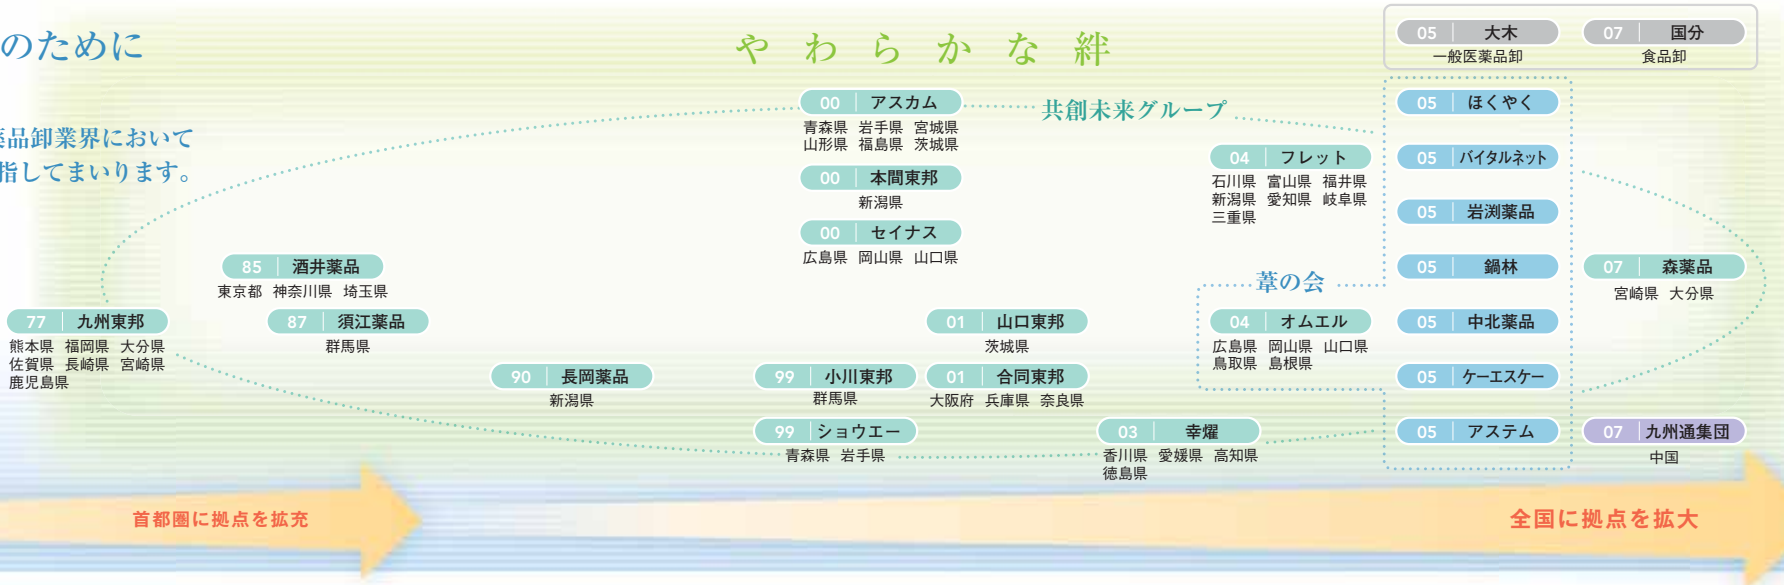 のために
薬品卸業界において
指してまいります。
やわらかな絆
05 大木
一般医薬品卸
07 国分
食品卸
共創未来グループ
葦の会
77 九州東邦
熊本県 福岡県 大分県
佐賀県 長崎県 宮崎県
鹿児島県
85 酒井薬品
東京都 神奈川県 埼玉県
87 須江薬品
群馬県
90 長岡薬品
新潟県
00 アスカム
青森県 岩手県 宮城県
山形県 福島県 茨城県
00 本間東邦
新潟県
00 セイナス
広島県 岡山県 山口県
99 小川東邦
群馬県
99 ショウエー
青森県 岩手県
01 山口東邦
茨城県
01 合同東邦
大阪府 兵庫県 奈良県
03 幸燿
香川県 愛媛県 高知県
徳島県
04 フレット
石川県 富山県 福井県
新潟県 愛知県 岐阜県
三重県
04 オムエル
広島県 岡山県 山口県
鳥取県 島根県
05 ほくやく
05 バイタルネット
05 岩渕薬品
05 鍋林
05 中北薬品
05 ケーエスケー
05 アステム
07 森薬品
宮崎県 大分県
07 九州通集団
中国
首都圏に拠点を拡充
全国に拠点を拡大